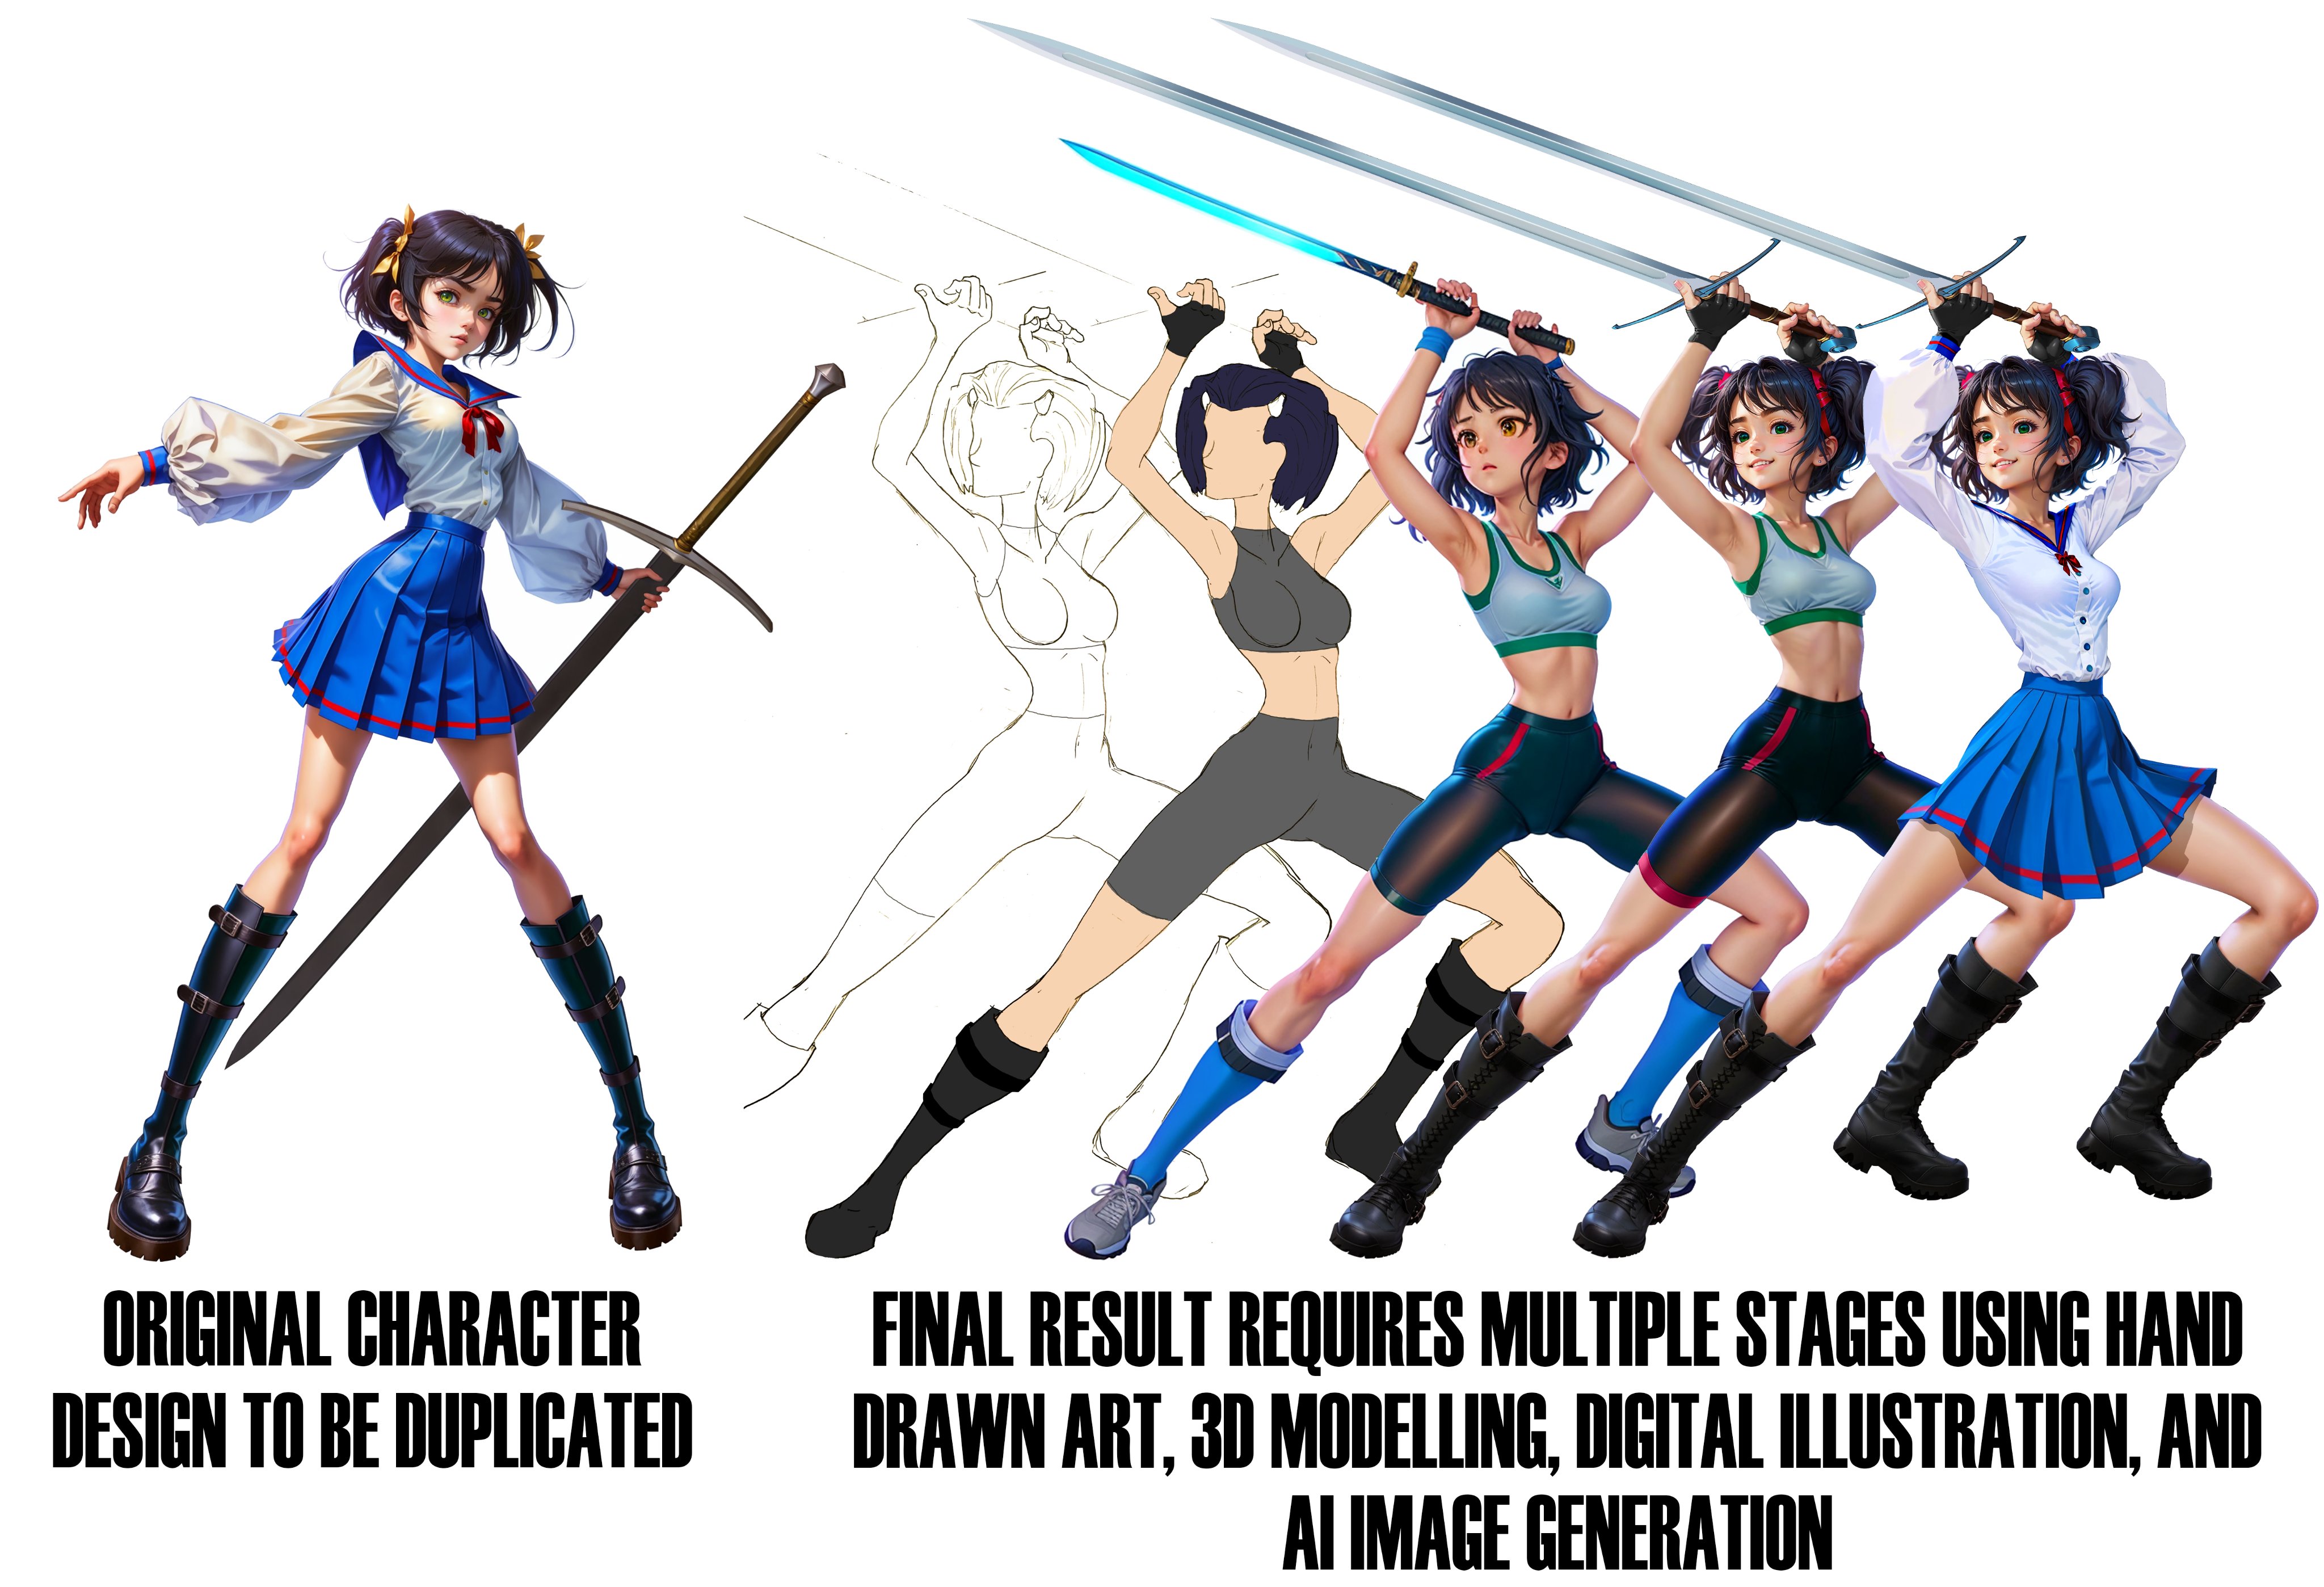 ORIGINAL CHARACTER
DESIGN TO BE DUPLICATED
FINAL RESULT REQUIRES MULTIPLE STAGES USING HAND
DRAWN ART, 3D MODELLING, DIGITAL ILLUSTRATION, AND
AI IMAGE GENERATION